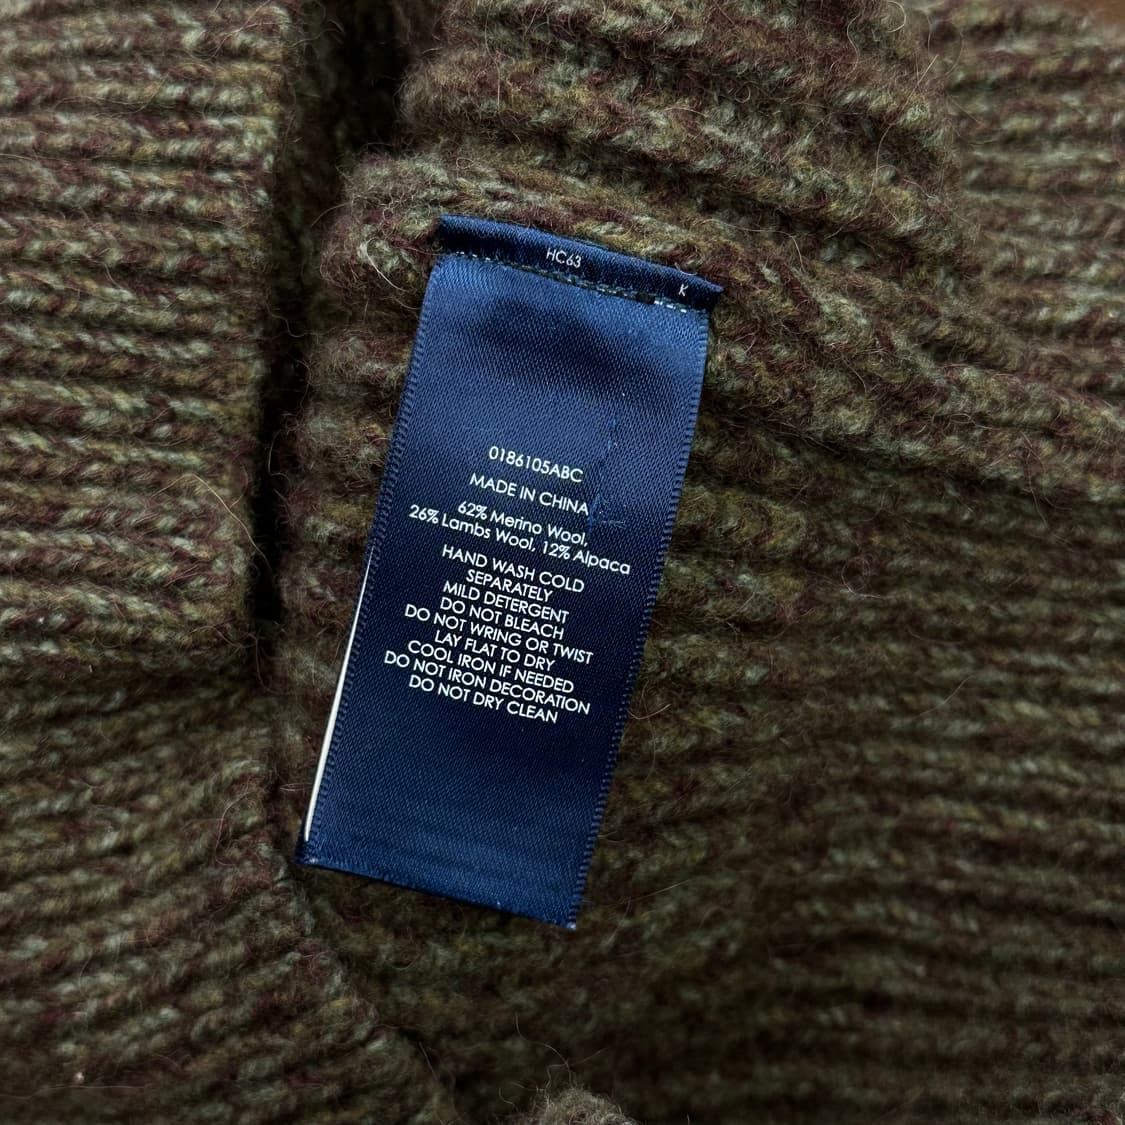 HC63
K
0186105ABC
MADE IN CHINA
62% Merino Wool,
26% Lambs Wool, 12% Alpaca
HAND WASH COLD
SEPARATELY
MILD DETERGENT
DO NOT BLEACH
DO NOT WRING OR TWIST
LAY FLAT TO DRY
COOL IRON IF NEEDED
DO NOT IRON DECORATION
DO NOT DRY CLEAN